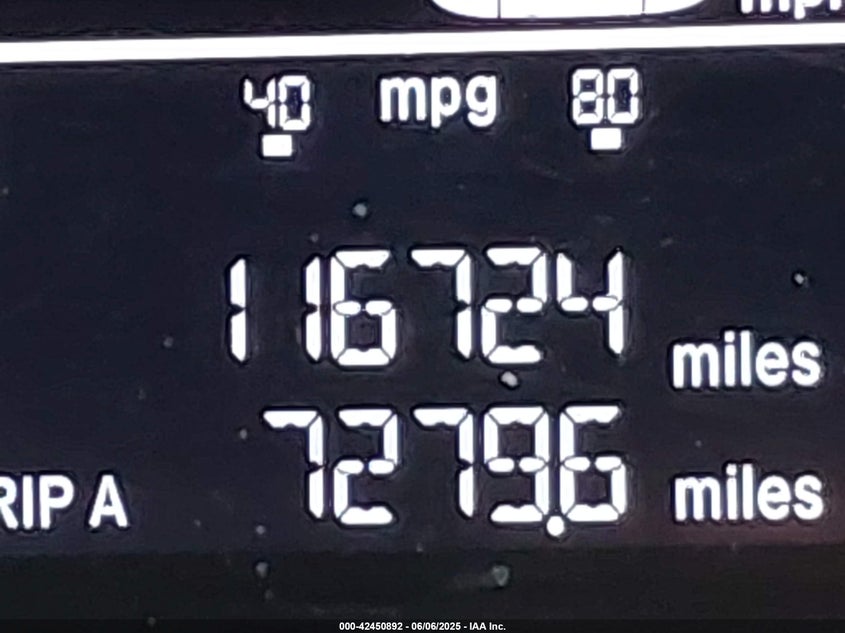 40 mpg 80
116724 miles
RIP A 7279.6 miles
000-42450892 - 06/06/2025 - IAA Inc.